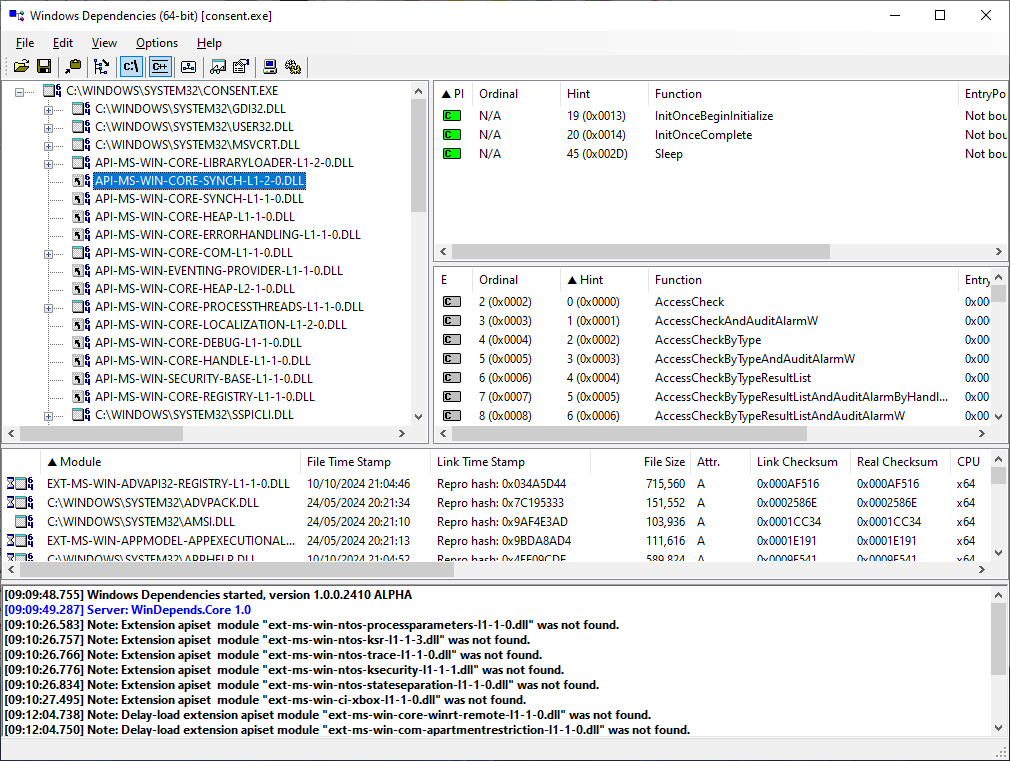 Windows Dependencies (64-bit) [consent.exe]
File Edit View Options Help
C:\ C++
C:\WINDOWS\SYSTEM32\CONSENT.EXE
C:\WINDOWS\SYSTEM32\GDI32.DLL
C:\WINDOWS\SYSTEM32\USER32.DLL
C:\WINDOWS\SYSTEM32\MSVCRT.DLL
API-MS-WIN-CORE-LIBRARYLOADER-L1-2-0.DLL
API-MS-WIN-CORE-SYNCH-L1-2-0.DLL
API-MS-WIN-CORE-SYNCH-L1-1-0.DLL
API-MS-WIN-CORE-HEAP-L1-1-0.DLL
API-MS-WIN-CORE-ERRORHANDLING-L1-1-0.DLL
API-MS-WIN-CORE-COM-L1-1-0.DLL
API-MS-WIN-EVENTING-PROVIDER-L1-1-0.DLL
API-MS-WIN-CORE-HEAP-L2-1-0.DLL
API-MS-WIN-CORE-PROCESSTHREADS-L1-1-0.DLL
API-MS-WIN-CORE-LOCALIZATION-L1-2-0.DLL
API-MS-WIN-CORE-DEBUG-L1-1-0.DLL
API-MS-WIN-CORE-HANDLE-L1-1-0.DLL
API-MS-WIN-SECURITY-BASE-L1-1-0.DLL
API-MS-WIN-CORE-REGISTRY-L1-1-0.DLL
C:\WINDOWS\SYSTEM32\SSPICLI.DLL
PI Ordinal Hint Function EntryPo
C N/A 19 (0x0013) InitOnceBeginInitialize Not bou
C N/A 20 (0x0014) InitOnceComplete Not bou
C N/A 45 (0x002D) Sleep Not bou
E Ordinal Hint Function Entry
C 2 (0x0002) 0 (0x0000) AccessCheck 0x00
C 3 (0x0003) 1 (0x0001) AccessCheckAndAuditAlarmW 0x00
C 4 (0x0004) 2 (0x0002) AccessCheckByType 0x00
C 5 (0x0005) 3 (0x0003) AccessCheckByTypeAndAuditAlarmW 0x00
C 6 (0x0006) 4 (0x0004) AccessCheckByTypeResultList 0x00
C 7 (0x0007) 5 (0x0005) AccessCheckByTypeResultListAndAuditAlarmByHandl... 0x00
C 8 (0x0008) 6 (0x0006) AccessCheckByTypeResultListAndAuditAlarmW 0x00
Module File Time Stamp Link Time Stamp File Size Attr. Link Checksum Real Checksum CPU
EXT-MS-WIN-ADVAPI32-REGISTRY-L1-1-0.DLL 10/10/2024 21:04:46 Repro hash: 0x034A5D44 715,560 A 0x000AF516 0x000AF516 x64
C:\WINDOWS\SYSTEM32\ADVPACK.DLL 24/05/2024 20:21:34 Repro hash: 0x7C195333 151,552 A 0x0002586E 0x0002586E x64
C:\WINDOWS\SYSTEM32\AMSI.DLL 24/05/2024 20:21:10 Repro hash: 0x9AF4E3AD 103,936 A 0x0001CC34 0x0001CC34 x64
EXT-MS-WIN-APPMODEL-APPEXECUTIONAL... 24/05/2024 20:21:13 Repro hash: 0x9BDA8AD4 111,616 A 0x0001E191 0x0001E191 x64
C:\WINDOWS\SYSTEM32\APPHELP.DLL 10/10/2024 21:04:52 Repro hash: 0x4FF09CDF 589,824 A 0x0009F541 0x0009F541 x64
[09:09:48.755] Windows Dependencies started, version 1.0.0.2410 ALPHA
[09:09:49.287] Server: WinDepends.Core 1.0
[09:10:26.583] Note: Extension apiset module "ext-ms-win-ntos-processparameters-l1-1-0.dll" was not found.
[09:10:26.757] Note: Extension apiset module "ext-ms-win-ntos-ksr-l1-1-3.dll" was not found.
[09:10:26.766] Note: Extension apiset module "ext-ms-win-ntos-trace-l1-1-0.dll" was not found.
[09:10:26.776] Note: Extension apiset module "ext-ms-win-ntos-ksecurity-l1-1-1.dll" was not found.
[09:10:26.834] Note: Extension apiset module "ext-ms-win-ntos-stateseparation-l1-1-0.dll" was not found.
[09:10:27.495] Note: Extension apiset module "ext-ms-win-ci-xbox-l1-1-0.dll" was not found.
[09:12:04.738] Note: Delay-load extension apiset module "ext-ms-win-core-winrt-remote-l1-1-0.dll" was not found.
[09:12:04.750] Note: Delay-load extension apiset module "ext-ms-win-com-apartmentrestriction-l1-1-0.dll" was not found.